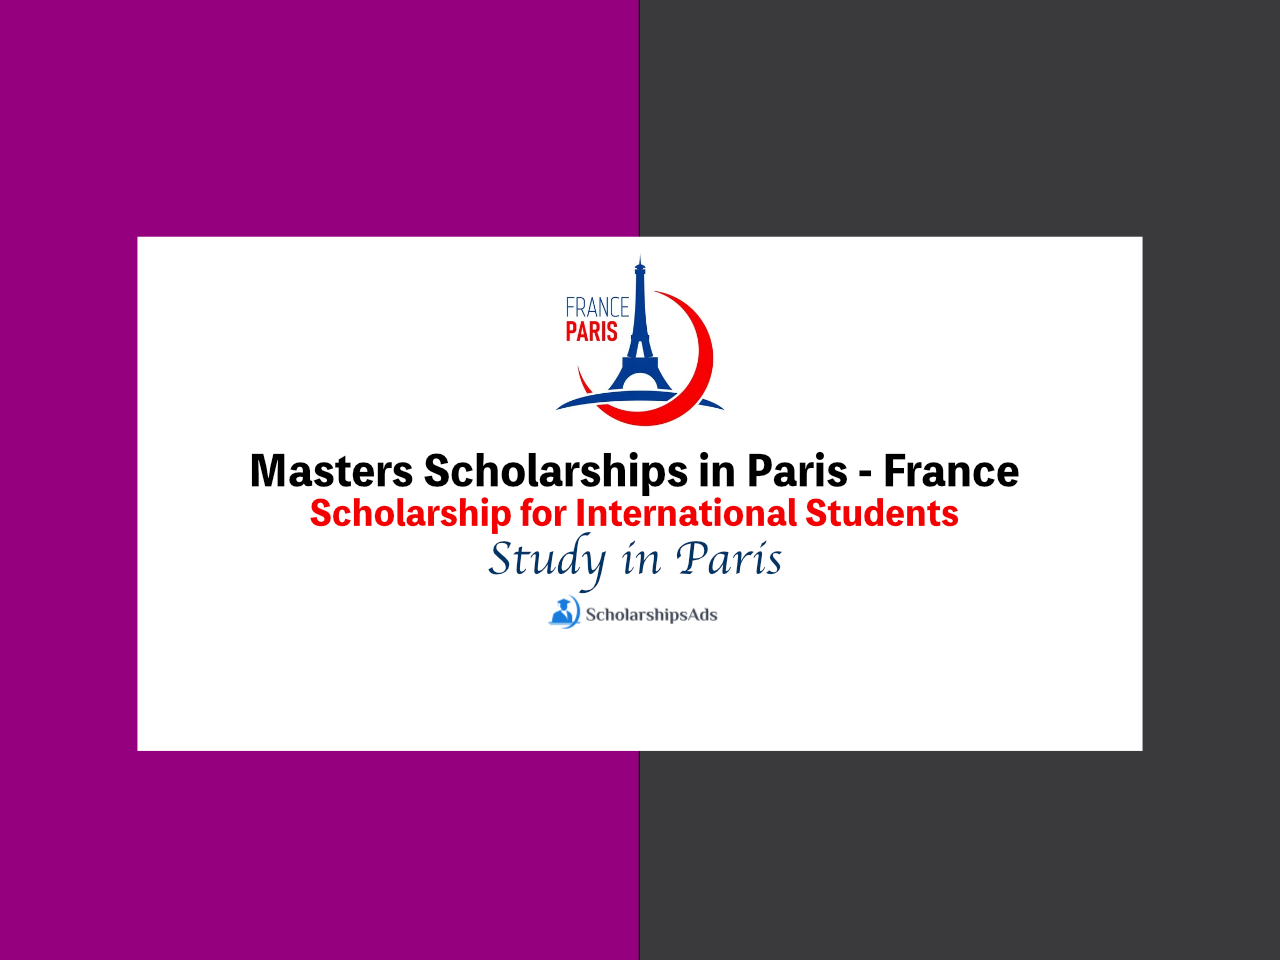 FRANCE
PARIS
Masters Scholarships in Paris - France
Scholarship for International Students
Study in Paris
ScholarshipsAds